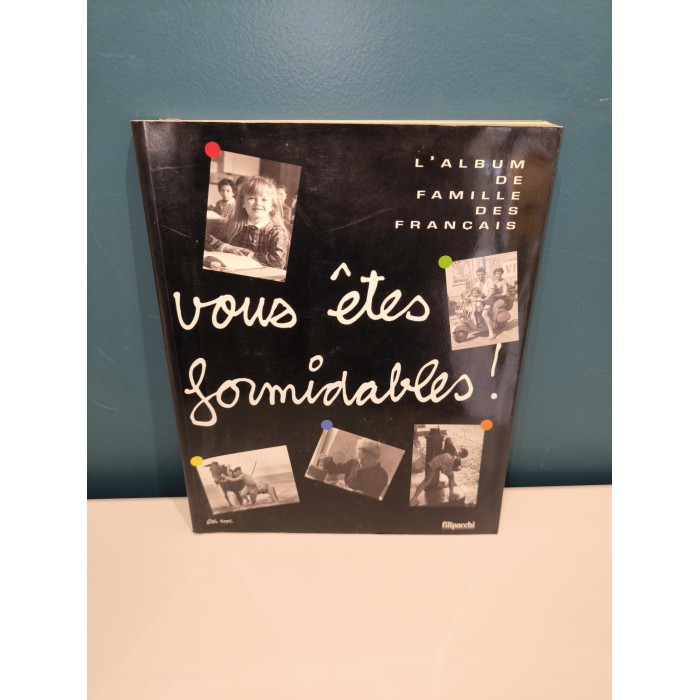 L'ALBUM
DE
FAMILLE
DES
FRANÇAIS
vous êtes
formidables !
filipacchi